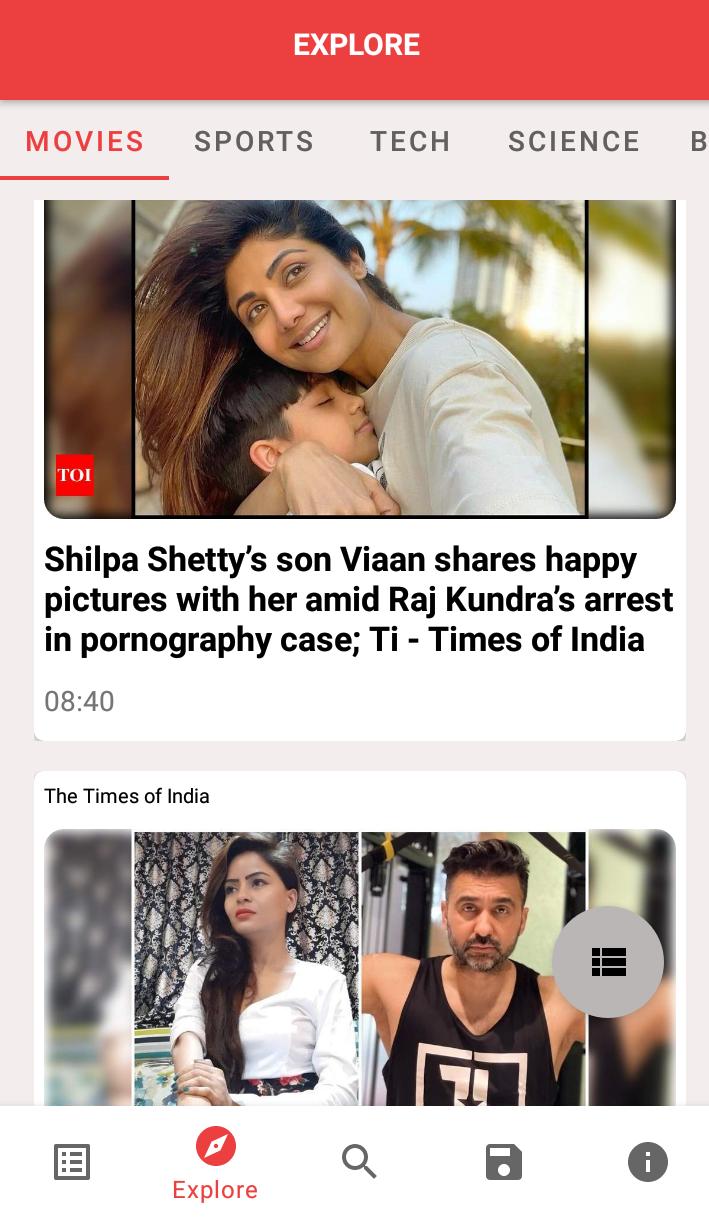 EXPLORE
MOVIES SPORTS TECH SCIENCE B
TOI
Shilpa Shetty’s son Viaan shares happy
pictures with her amid Raj Kundra’s arrest
in pornography case; Ti - Times of India
08:40
The Times of India
Explore